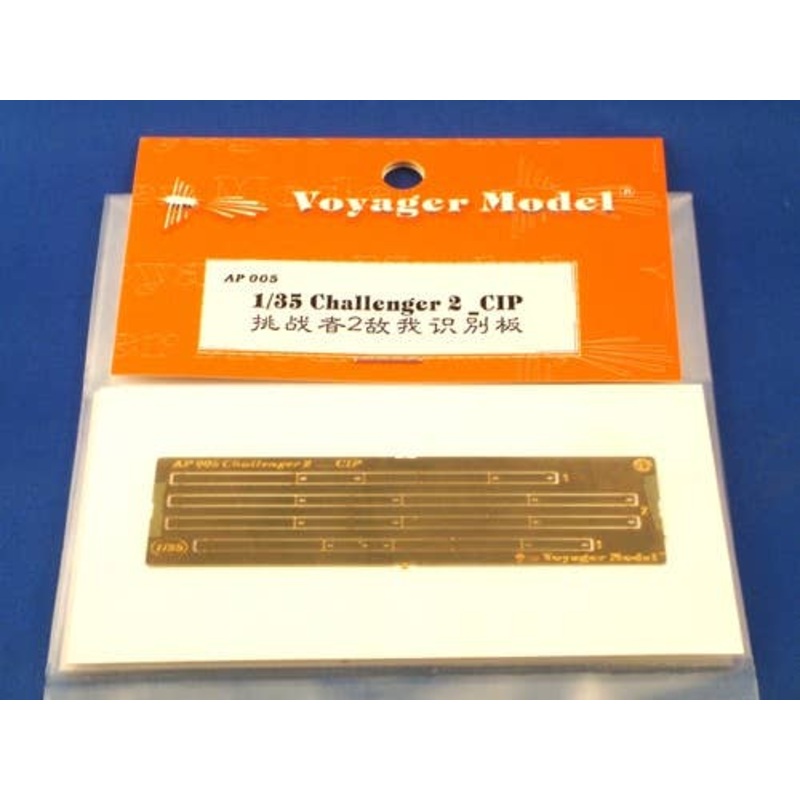 Voyager Model®
AP 005
1/35 Challenger 2 _CIP
挑战者2敌我识别板
AP 005 Challenger 2 __ CIP
1
2
1/35
1
Voyager Model